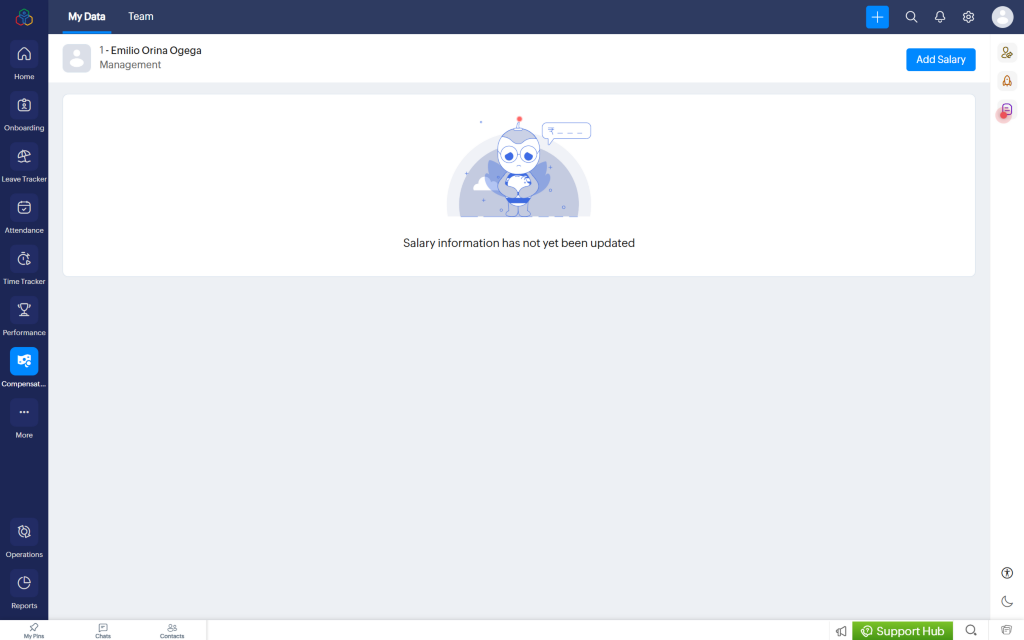 My Data
Team
1 - Emilio Orina Ogega
Management
Add Salary
Home
Onboarding
Leave Tracker
Attendance
Time Tracker
Performance
Compensat...
More
Operations
Reports
₹ _ _ _
Salary information has not yet been updated
My Pins
Chats
Contacts
Support Hub